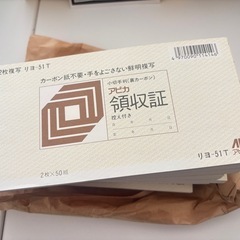 2枚複写 リヨ-51T
カーボン紙不要・手をよごさない鮮明複写
小切手判(裏カーボン)
アピカ
領収証
控え付き
2枚×50組
リヨ-51T